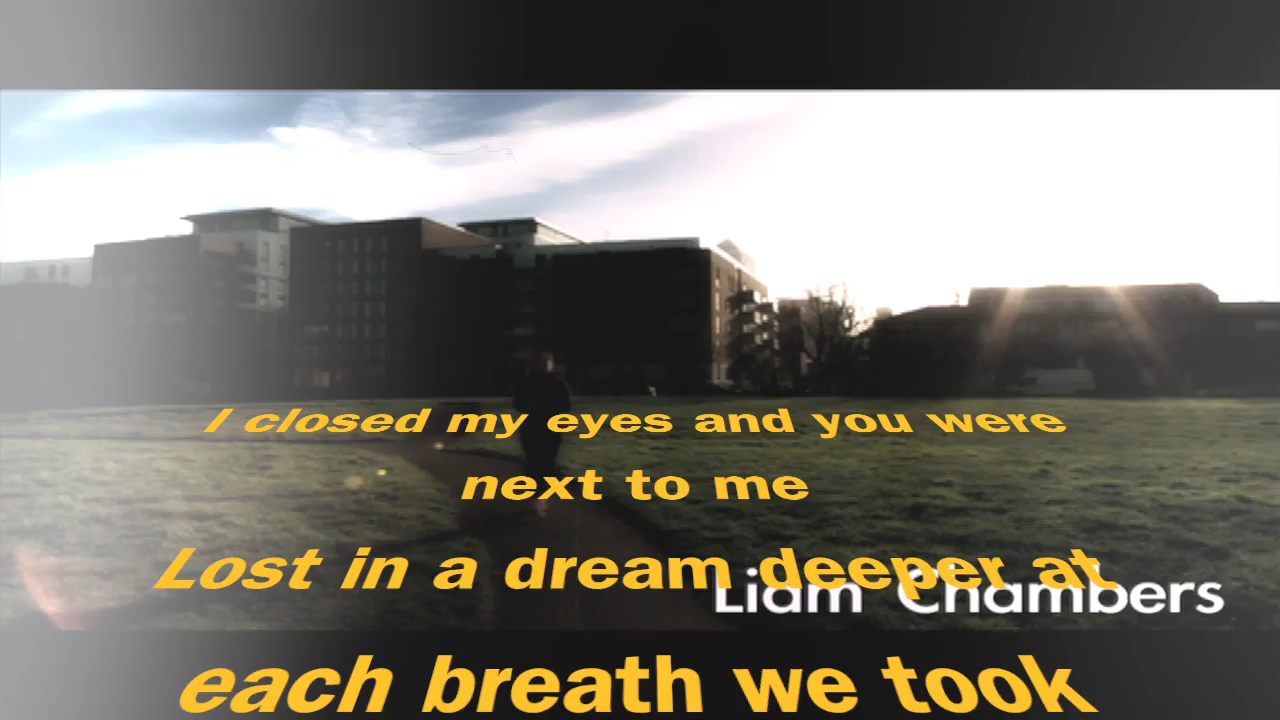 I closed my eyes and you were
next to me
Lost in a dream deeper at
Liam Chambers
each breath we took